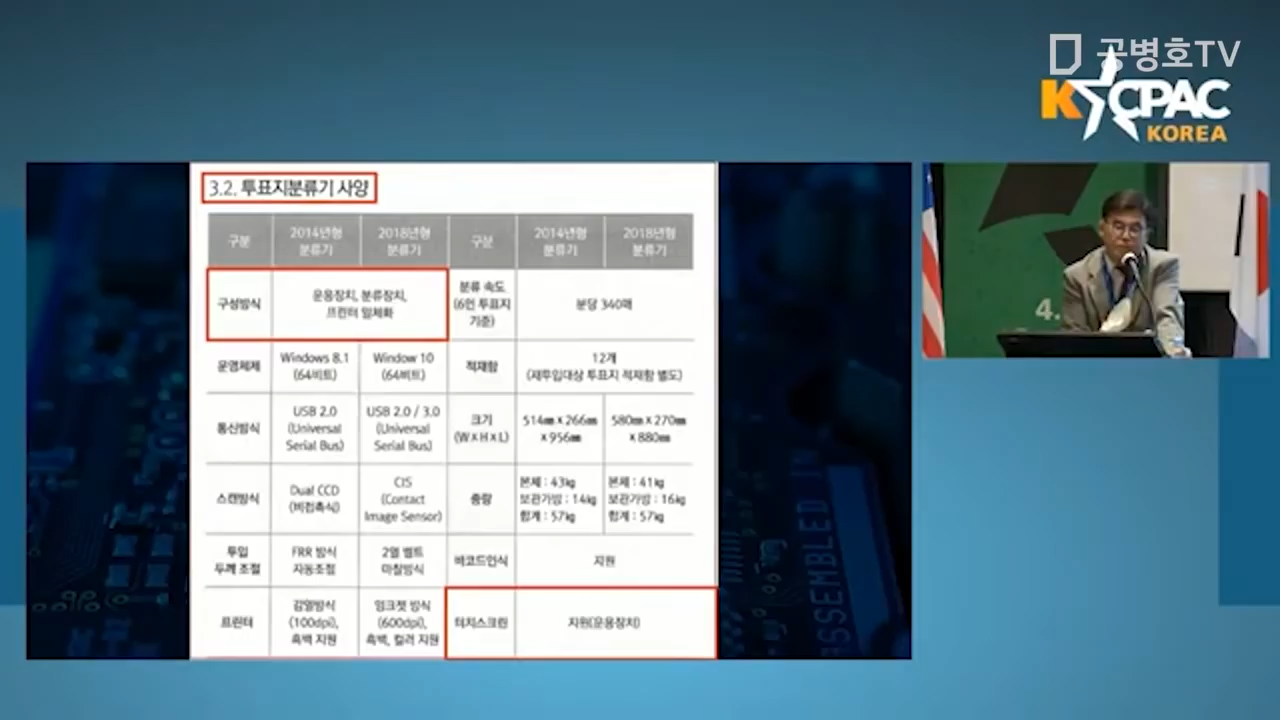 공병호TV
K CPAC
KOREA
3.2. 투표지분류기 사양
구분
2014년형
분류기
2018년형
분류기
구분
2014년형
분류기
2018년형
분류기
구성방식
운용장치, 분류장치,
프린터 일체화
분류 속도
(6인 투표지
기준)
분당 340매
운영체제
Windows 8.1
(64비트)
Window 10
(64비트)
적재함
12개
(재투입대상 투표지 적재함 별도)
통신방식
USB 2.0
(Universal
Serial Bus)
USB 2.0 / 3.0
(Universal
Serial Bus)
크기
(W×H×L)
514㎜×266㎜
×956㎜
580㎜×270㎜
×880㎜
스캔방식
Dual CCD
(비접촉식)
CIS
(Contact
Image Sensor)
중량
본체 : 43kg
보관가방 : 14kg
합계 : 57kg
본체 : 41kg
보관가방 : 16kg
합계 : 57kg
투입
두께 조절
FRR 방식
자동조절
2열 벨트
마찰방식
바코드인식
지원
프린터
감열방식
(100dpi),
흑백 지원
잉크젯 방식
(600dpi),
흑백, 컬러 지원
터치스크린
지원(운용장치)
ASSEMBLED I
4.